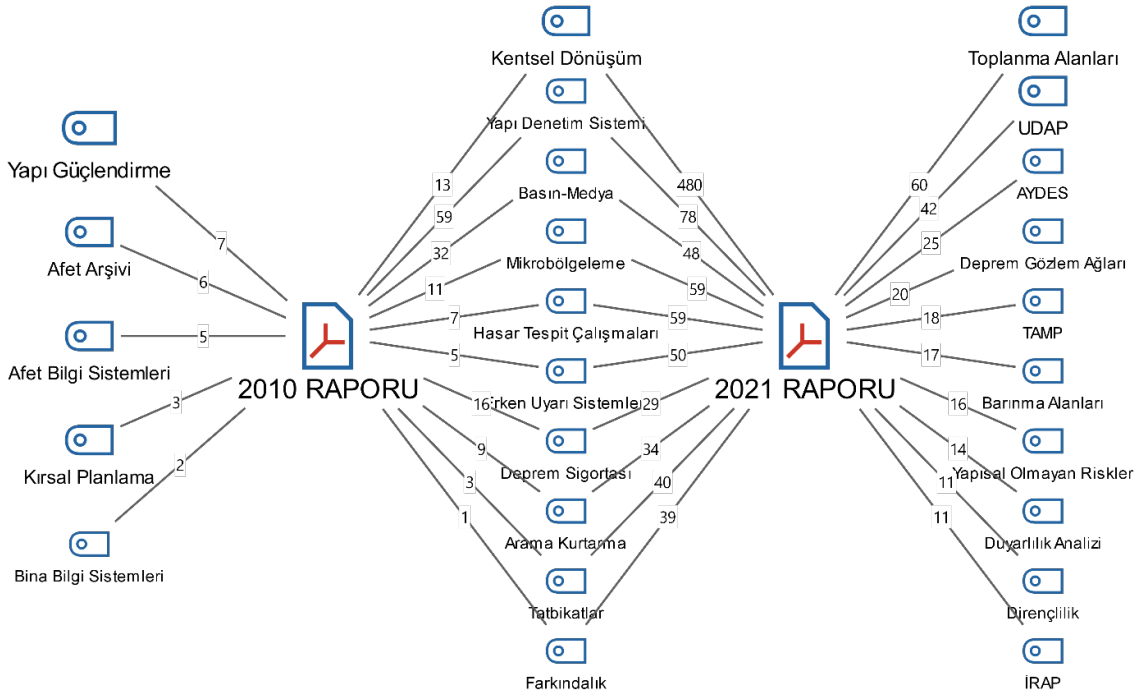 Kentsel Dönüşüm
Toplanma Alanları
Yapı Denetim Sistemi
UDAP
Yapı Güçlendirme
13
480
60
Basın-Medya
AYDES
59
78
42
7
32
48
25
Afet Arşivi
Mikrobölgeleme
Deprem Gözlem Ağları
6
11
59
20
7
59
18
Hasar Tespit Çalışmaları
TAMP
5
5
50
17
Afet Bilgi Sistemleri
2010 RAPORU
2021 RAPORU
3
16
Erken Uyarı Sistemleri
29
Barınma Alanları
16
9
34
14
2
Kırsal Planlama
Deprem Sigortası
Yapısal Olmayan Riskler
3
40
11
1
39
11
Arama Kurtarma
Duyarlılık Analizi
Bina Bilgi Sistemleri
Tatbikatlar
Dirençlilik
Farkındalık
İRAP